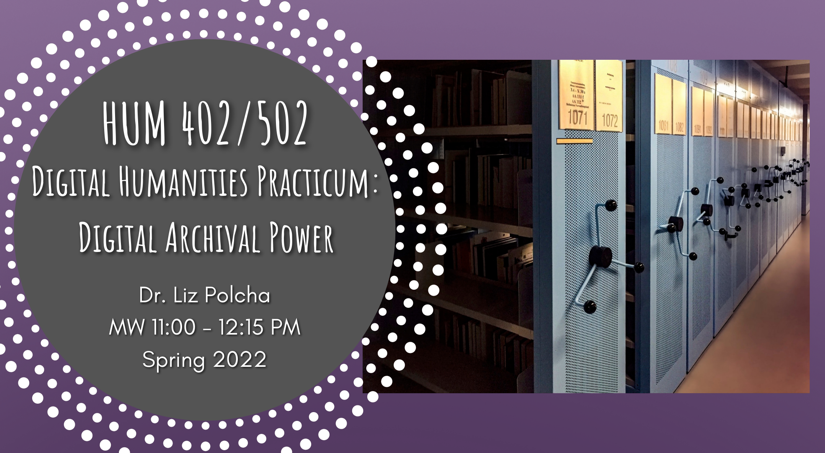 HUM 402/502
Digital Humanities Practicum:
Digital Archival Power
Dr. Liz Polcha
MW 11:00 - 12:15 PM
Spring 2022
1071
1072